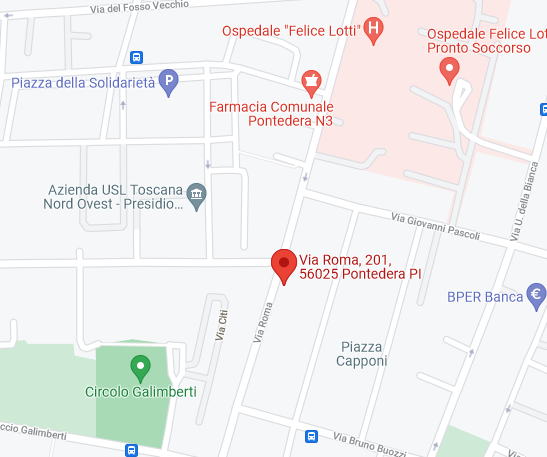 Via del Fosso Vecchio
Ospedale "Felice Lotti"
H
Ospedale Felice Lot
Pronto Soccorso
Piazza della Solidarietà
P
Farmacia Comunale
Pontedera N3
Azienda USL Toscana
Nord Ovest - Presidio...
Via U. della Bianca
Via Giovanni Pascoli
Via Roma, 201,
56025 Pontedera PI
BPER Banca
€
Via Citi
Via Roma
Piazza
Capponi
Circolo Galimberti
ccio Galimberti
Via Bruno Buozzi
Via